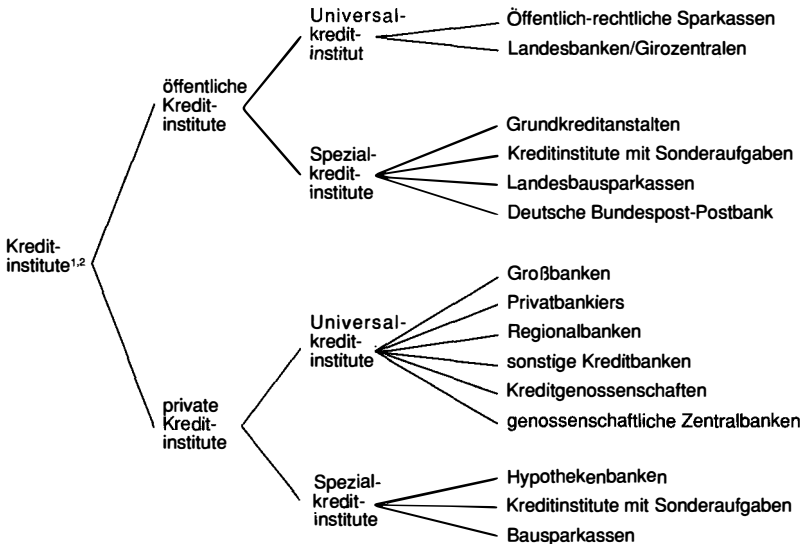 Universal-
kredit-
institut
Öffentlich-rechtliche Sparkassen
Landesbanken/Girozentralen
öffentliche
Kredit-
institute
Spezial-
kredit-
institute
Grundkreditanstalten
Kreditinstitute mit Sonderaufgaben
Landesbausparkassen
Deutsche Bundespost-Postbank
Kredit-
institute1,2
private
Kredit-
institute
Universal-
kredit-
institute
Großbanken
Privatbankiers
Regionalbanken
sonstige Kreditbanken
Kreditgenossenschaften
genossenschaftliche Zentralbanken
Spezial-
kredit-
institute
Hypothekenbanken
Kreditinstitute mit Sonderaufgaben
Bausparkassen